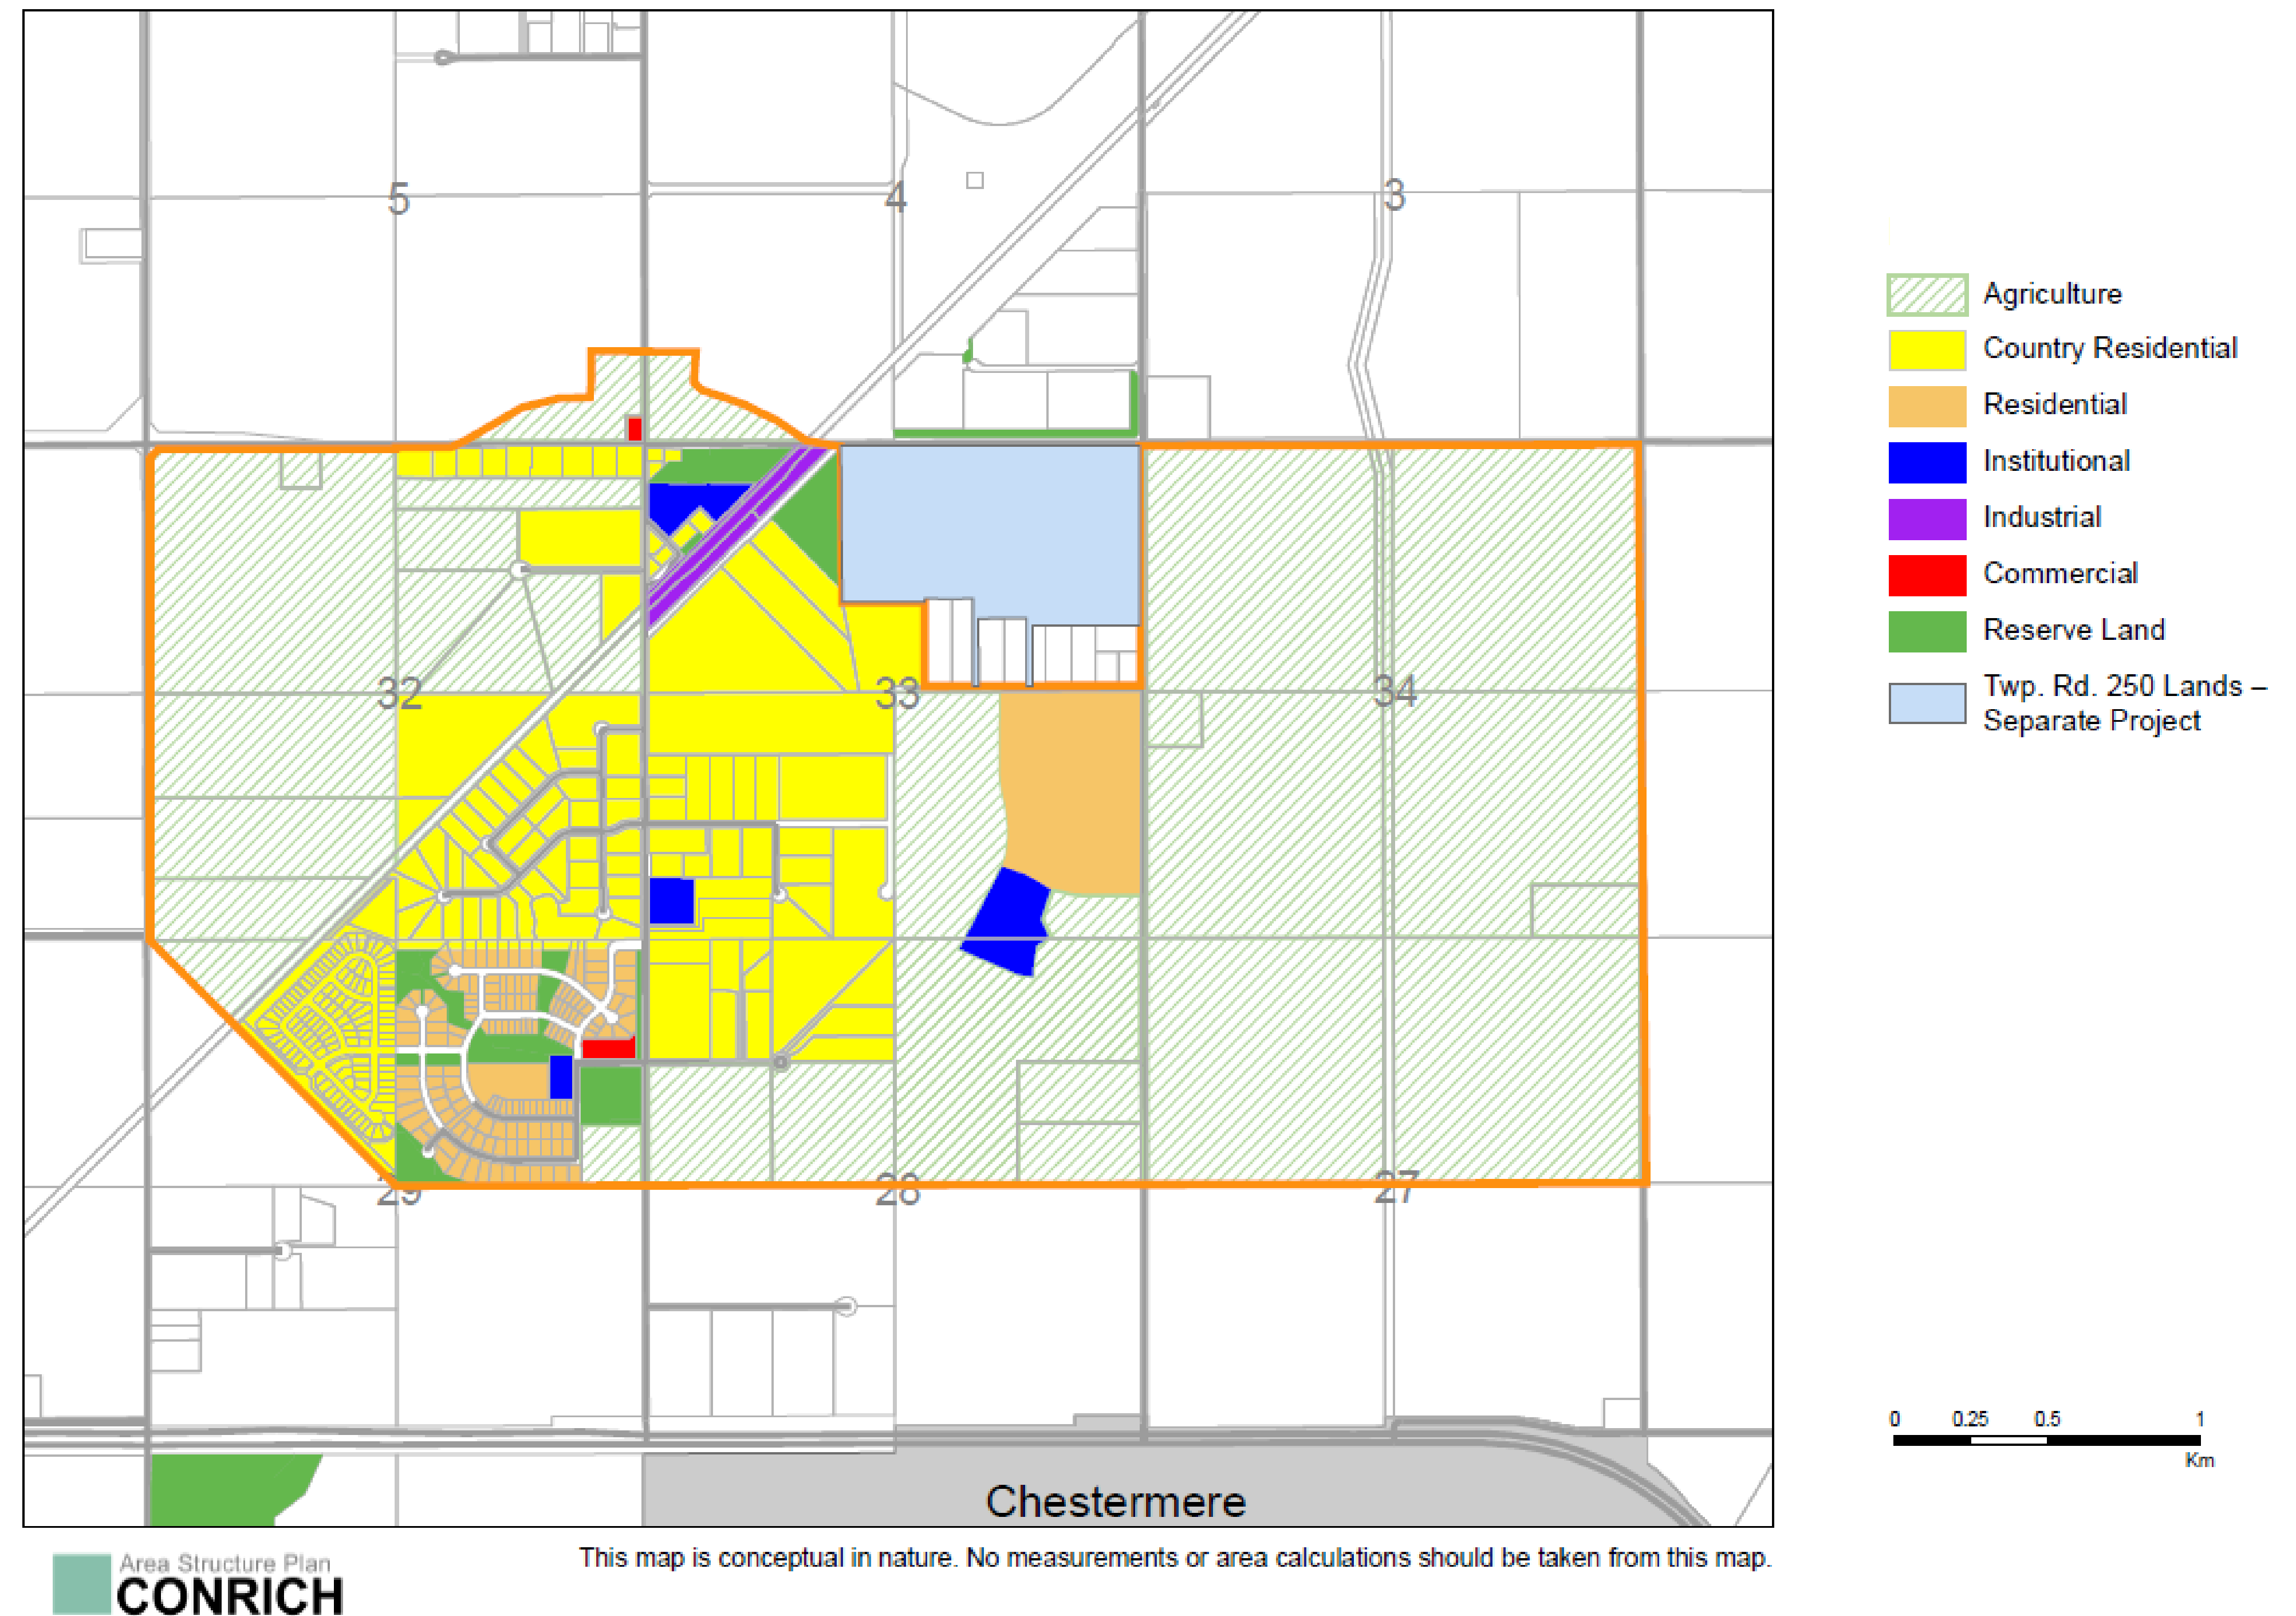 5
4
3
32
33
34
29
28
27
Chestermere
Agriculture
Country Residential
Residential
Institutional
Industrial
Commercial
Reserve Land
Twp. Rd. 250 Lands –
Separate Project
0 0.25 0.5 1
Km
This map is conceptual in nature. No measurements or area calculations should be taken from this map.
Area Structure Plan
CONRICH